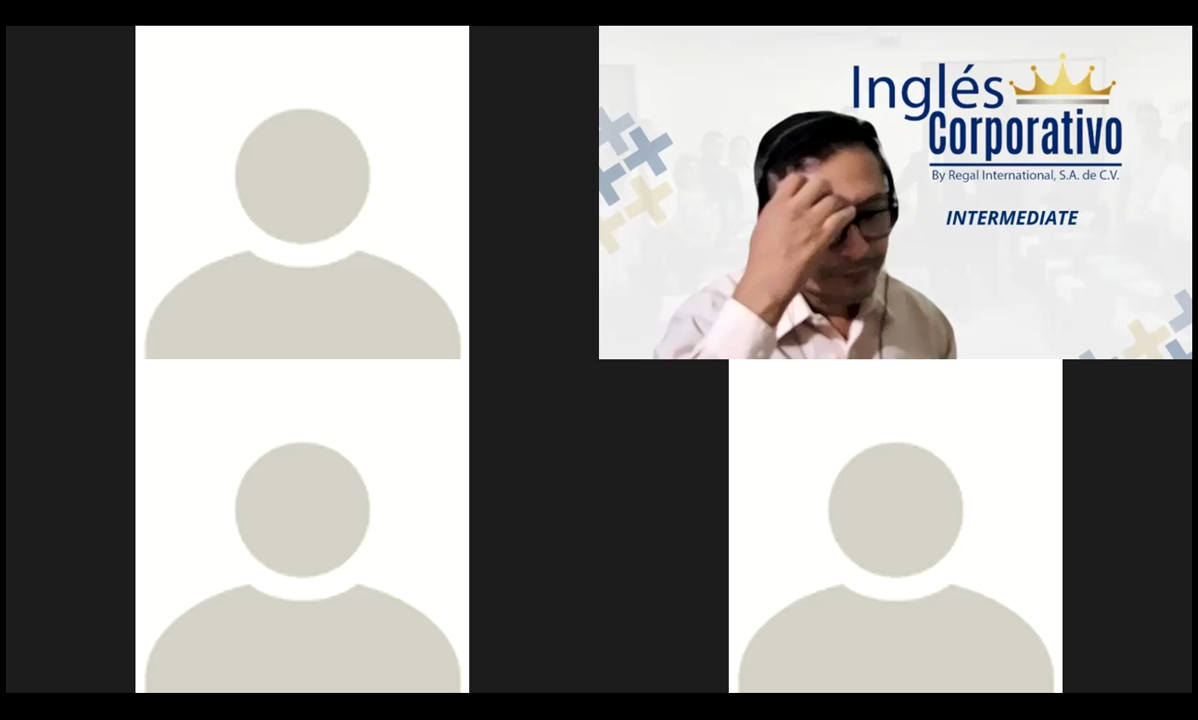 Inglés
Corporativo
By Regal International, S.A. de C.V.
INTERMEDIATE